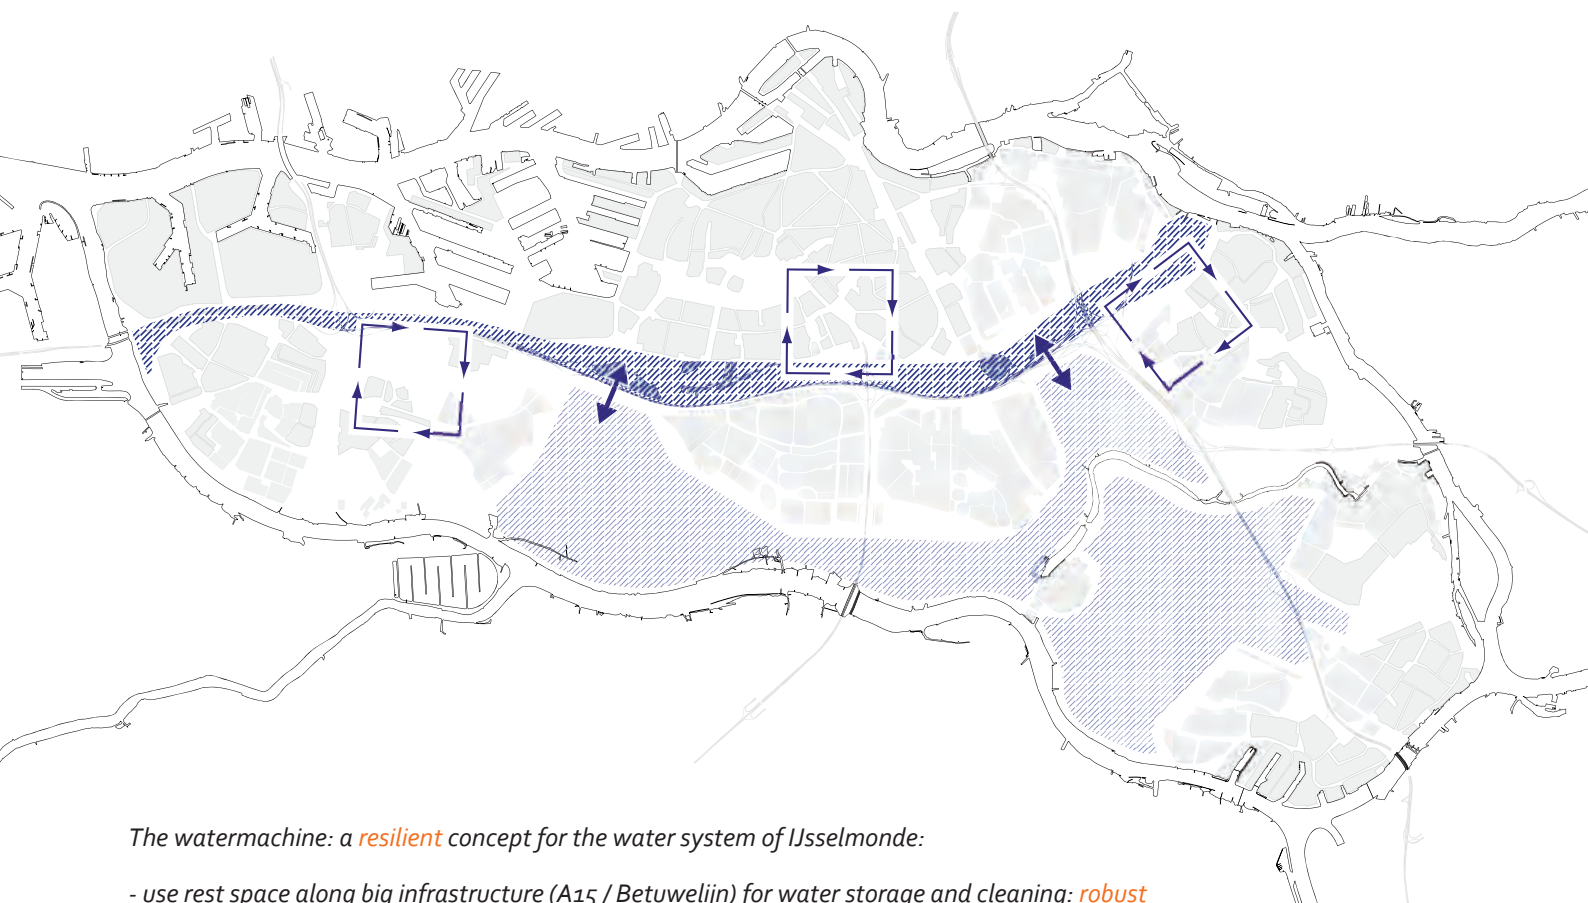 The watermachine: a resilient concept for the water system of IJsselmonde:
- use rest space along big infrastructure (A15 / Betuwelijn) for water storage and cleaning: robust